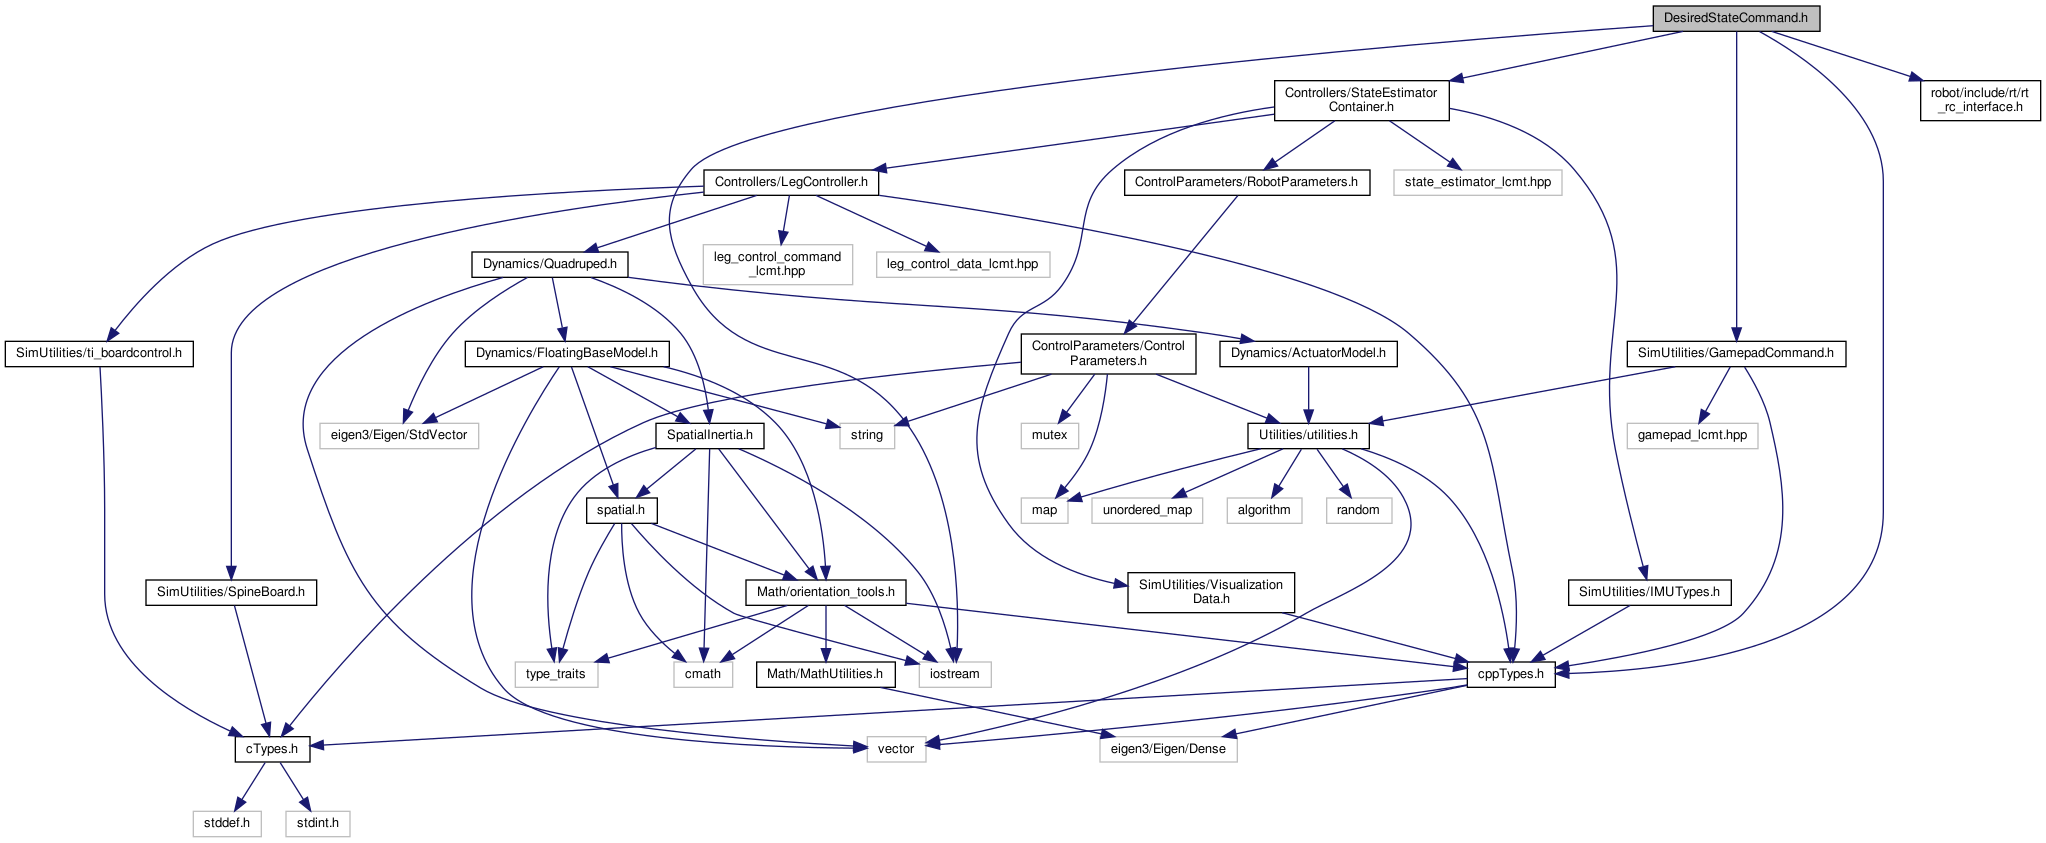 DesiredStateCommand.h
Controllers/StateEstimator
Container.h
robot/include/rt/rt
_rc_interface.h
Controllers/LegController.h
ControlParameters/RobotParameters.h
state_estimator_lcmt.hpp
Dynamics/Quadruped.h
leg_control_command
_lcmt.hpp
leg_control_data_lcmt.hpp
SimUtilities/ti_boardcontrol.h
Dynamics/FloatingBaseModel.h
ControlParameters/Control
Parameters.h
Dynamics/ActuatorModel.h
SimUtilities/GamepadCommand.h
eigen3/Eigen/StdVector
SpatialInertia.h
string
mutex
Utilities/utilities.h
gamepad_lcmt.hpp
spatial.h
map
unordered_map
algorithm
random
SimUtilities/SpineBoard.h
Math/orientation_tools.h
SimUtilities/Visualization
Data.h
SimUtilities/IMUTypes.h
type_traits
cmath
Math/MathUtilities.h
iostream
cppTypes.h
cTypes.h
vector
eigen3/Eigen/Dense
stddef.h
stdint.h